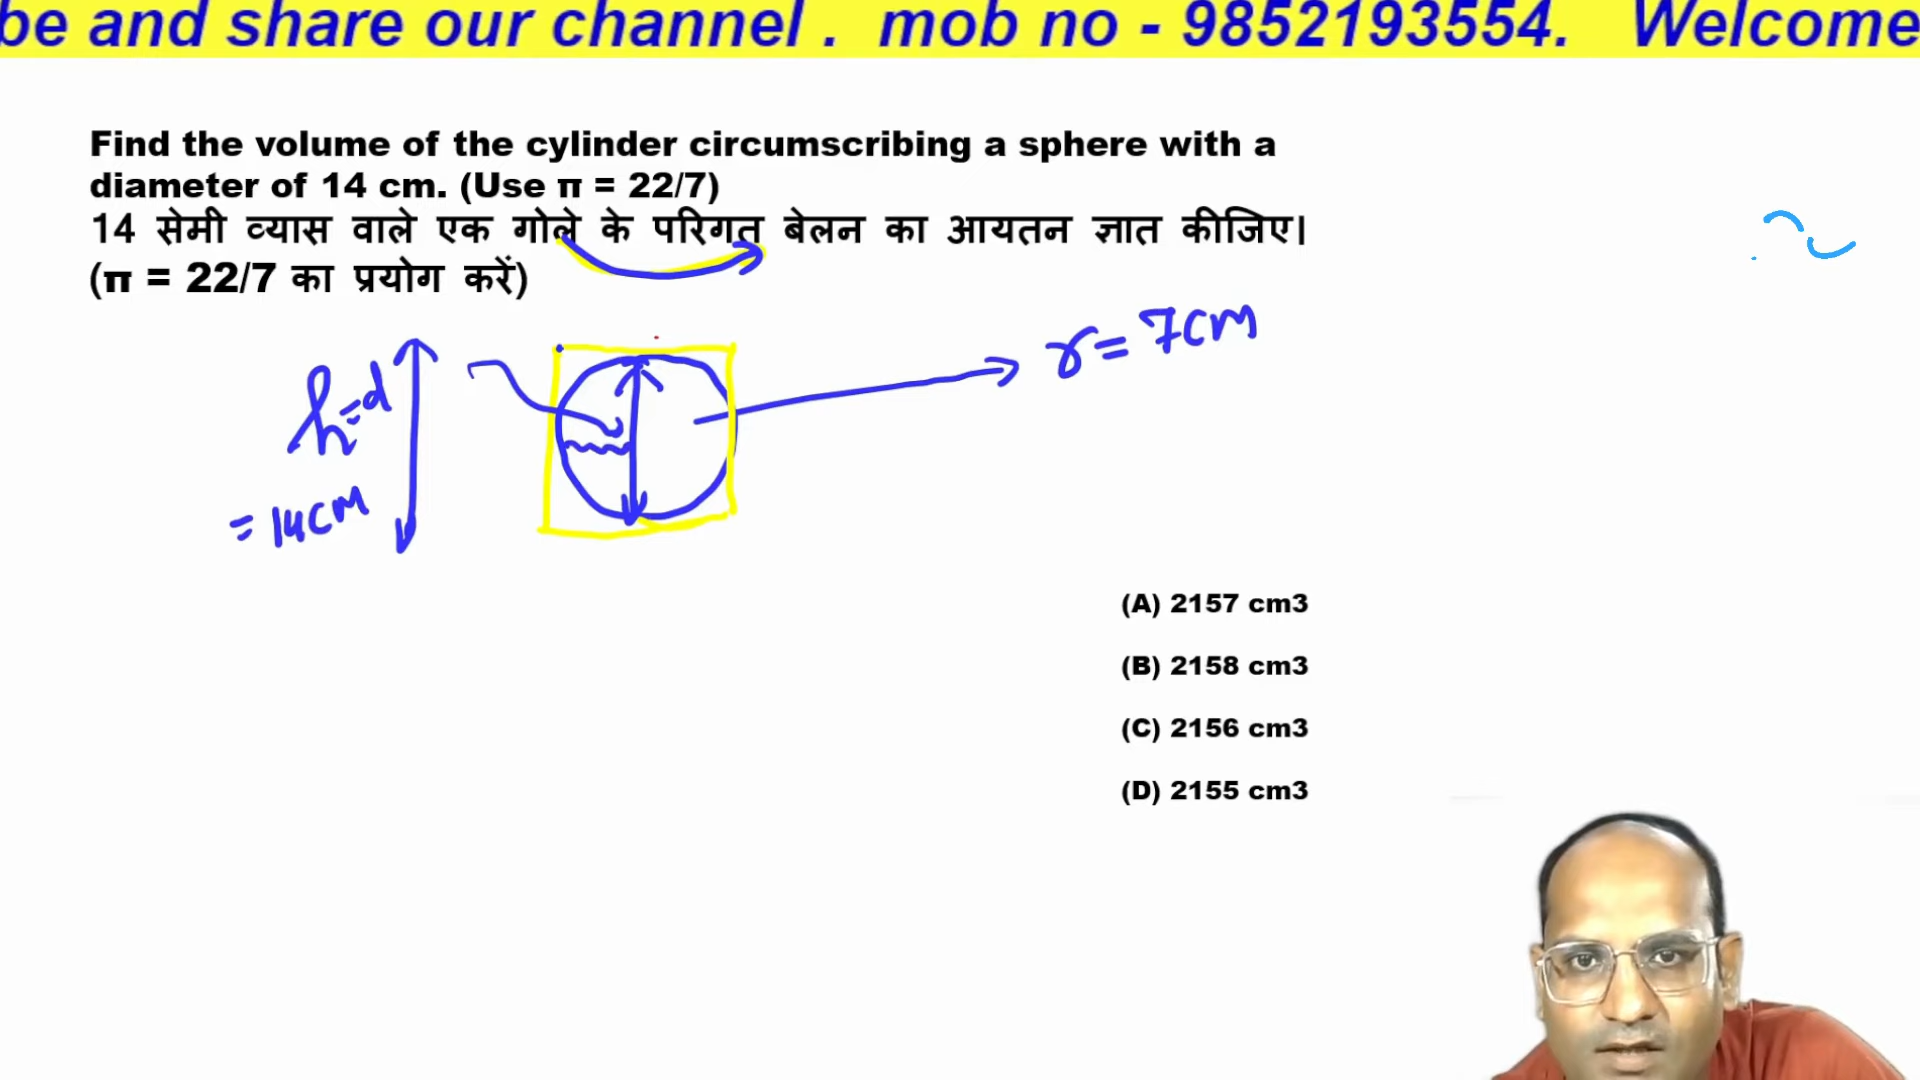 be and share our channel . mob no - 9852193554. Welcome
Find the volume of the cylinder circumscribing a sphere with a
diameter of 14 cm. (Use π = 22/7)
14 सेमी व्यास वाले एक गोले के परिगत बेलन का आयतन ज्ञात कीजिए।
(π = 22/7 का प्रयोग करें)
r = 7cm
h = d
= 14cm
(A) 2157 cm3
(B) 2158 cm3
(C) 2156 cm3
(D) 2155 cm3